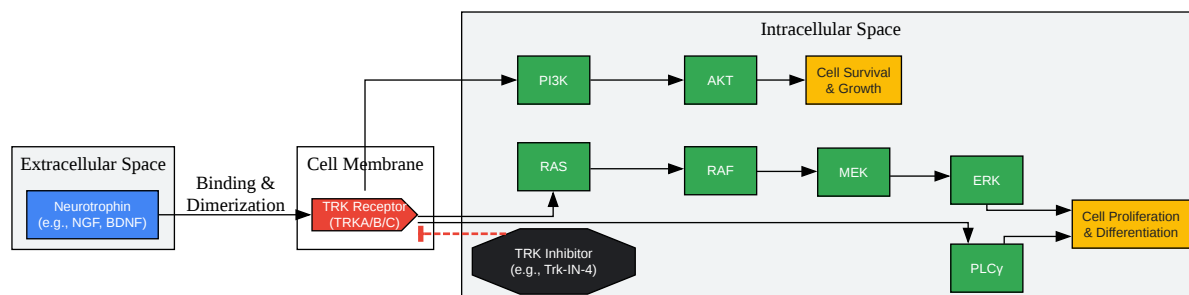 Intracellular Space
PI3K
AKT
Cell Survival
& Growth
Extracellular Space
Neurotrophin
(e.g., NGF, BDNF)
Binding &
Dimerization
Cell Membrane
TRK Receptor
(TRKA/B/C)
RAS
RAF
MEK
ERK
Cell Proliferation
& Differentiation
TRK Inhibitor
(e.g., Trk-IN-4)
PLCγ